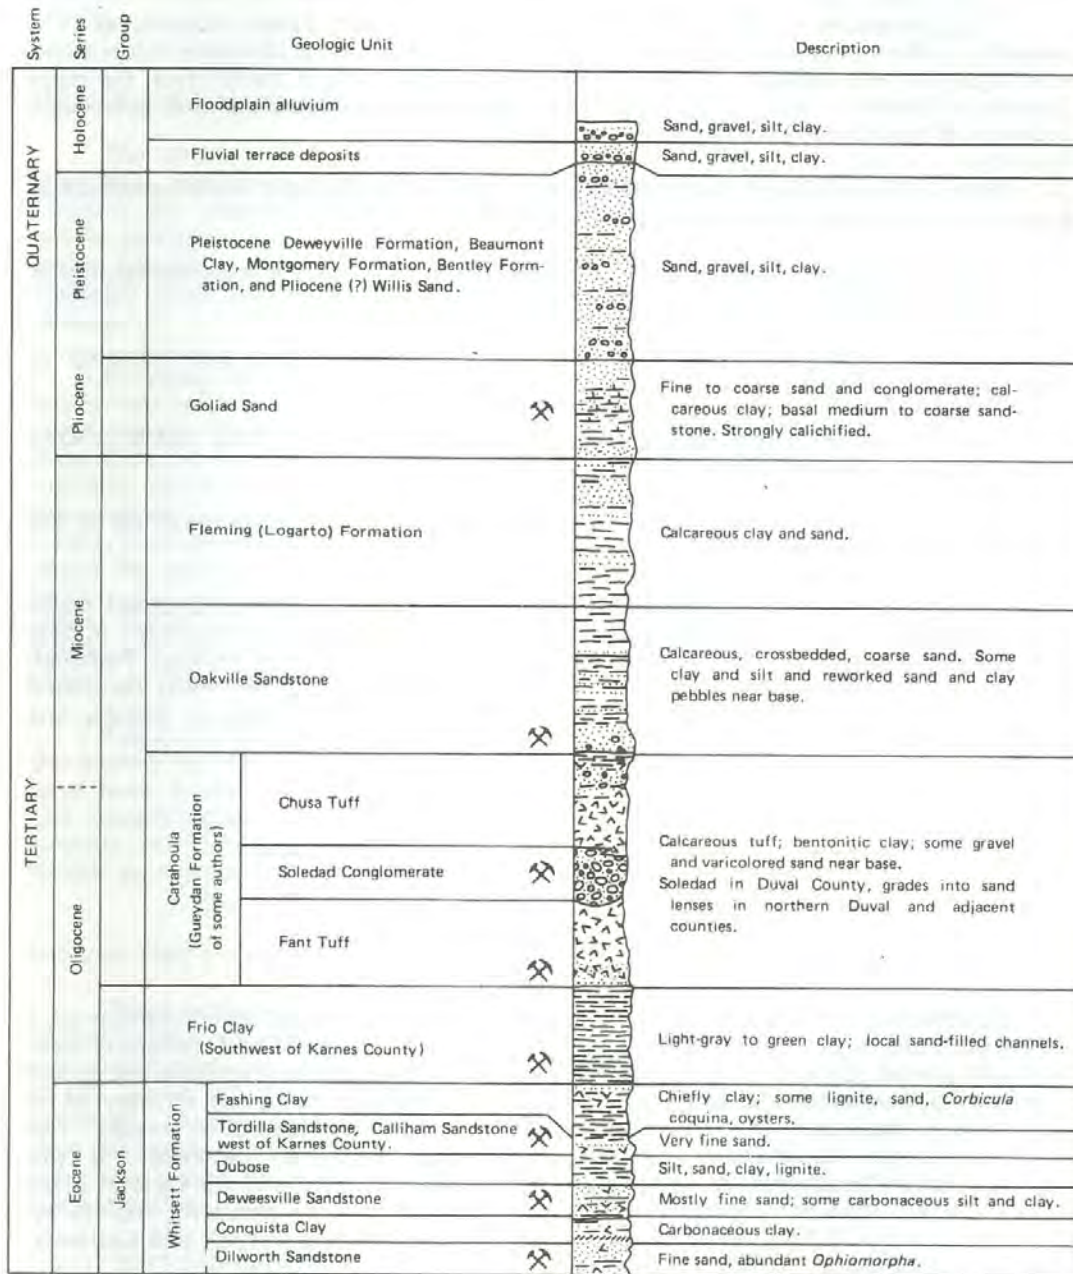 System
Series
Group
Geologic Unit
Description
QUATERNARY
Holocene
Floodplain alluvium
Sand, gravel, silt, clay.
Fluvial terrace deposits
Sand, gravel, silt, clay.
Pleistocene
Pleistocene Deweyville Formation, Beaumont
Clay, Montgomery Formation, Bentley Form-
ation, and Pliocene (?) Willis Sand.
Sand, gravel, silt, clay.
TERTIARY
Pliocene
Goliad Sand
Fine to coarse sand and conglomerate; cal-
careous clay; basal medium to coarse sand-
stone. Strongly calichified.
Miocene
Fleming (Logarto) Formation
Calcareous clay and sand.
Oakville Sandstone
Calcareous, crossbedded, coarse sand. Some
clay and silt and reworked sand and clay
pebbles near base.
Oligocene
Catahoula
(Gueydan Formation
of some authors)
Chusa Tuff
Soledad Conglomerate
Fant Tuff
Calcareous tuff; bentonitic clay; some gravel
and varicolored sand near base.
Soledad in Duval County, grades into sand
lenses in northern Duval and adjacent
counties.
Frio Clay
(Southwest of Karnes County)
Light-gray to green clay; local sand-filled channels.
Eocene
Jackson
Whitsett Formation
Fashing Clay
Chiefly clay; some lignite, sand, Corbicula
coquina, oysters.
Tordilla Sandstone, Calliham Sandstone
west of Karnes County.
Very fine sand.
Dubose
Silt, sand, clay, lignite.
Deweesville Sandstone
Mostly fine sand; some carbonaceous silt and clay.
Conquista Clay
Carbonaceous clay.
Dilworth Sandstone
Fine sand, abundant Ophiomorpha.